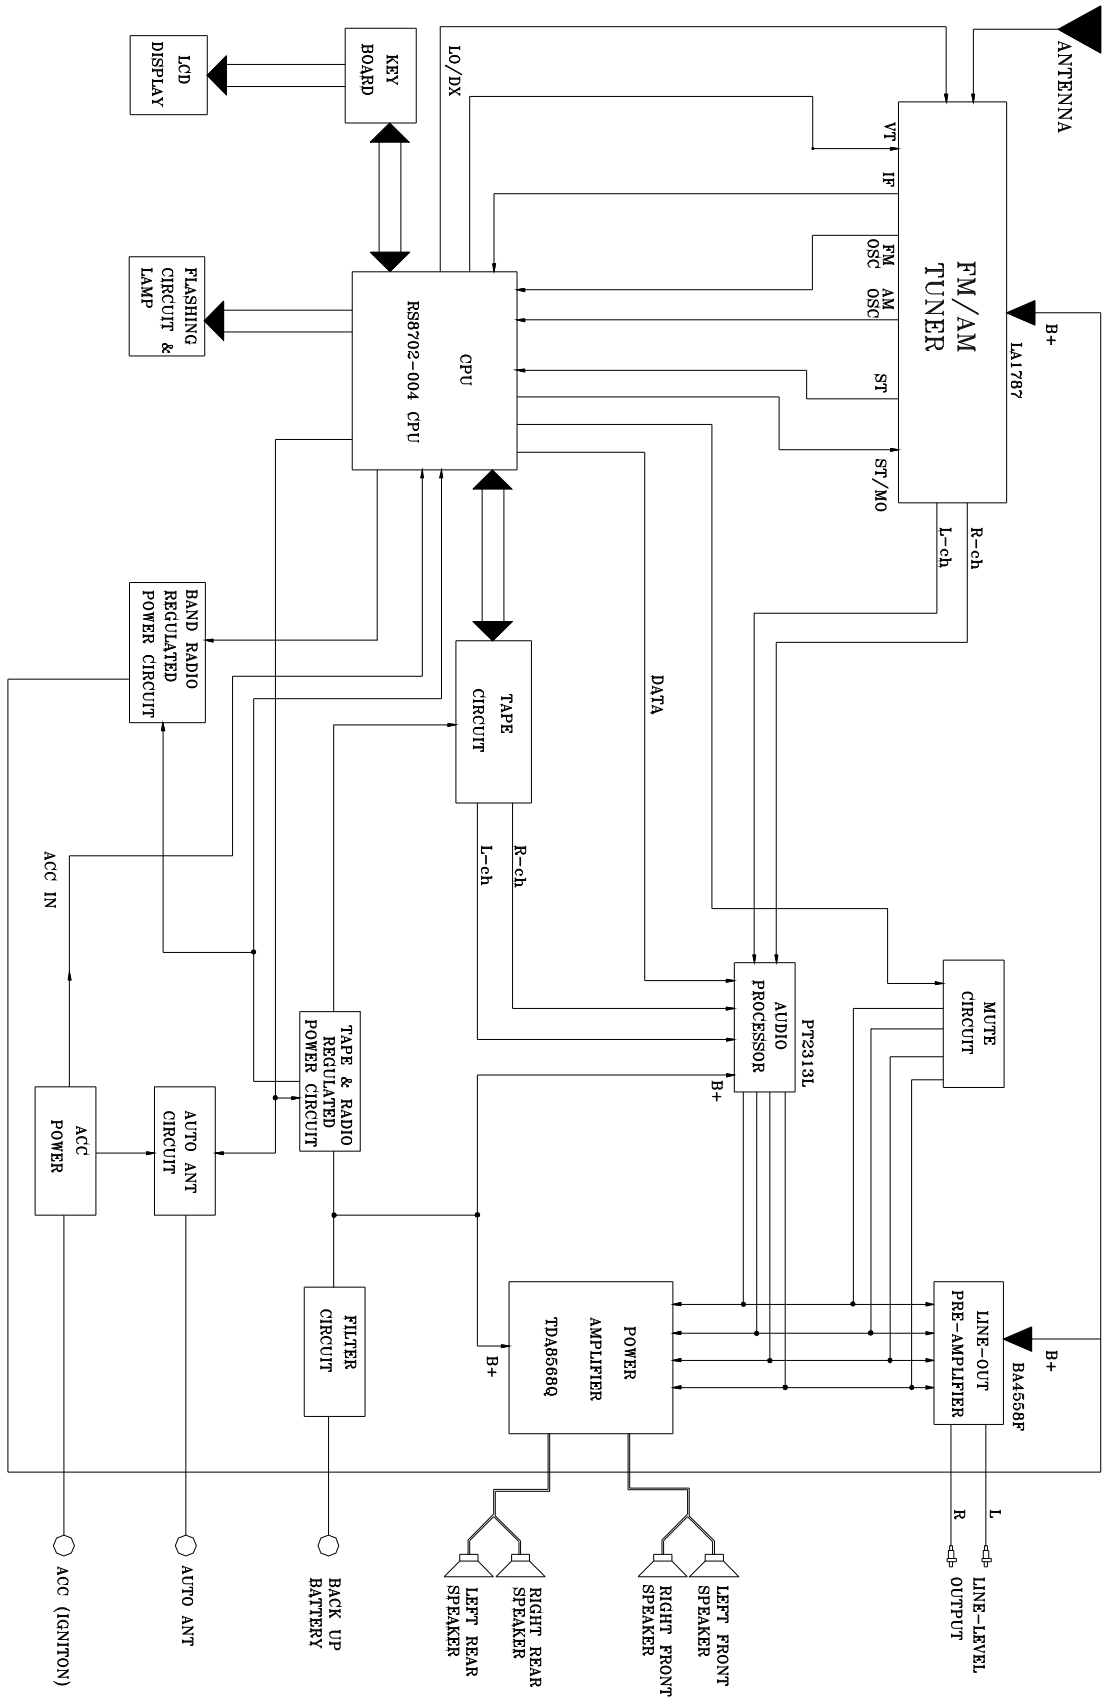 ANTENNA
FM/AM
TUNER
LA1787
B+
VT
IF
FM
OSC
AM
OSC
ST
ST/MO
R-ch
L-ch
LO/DX
KEY
BOARD
LCD
DISPLAY
CPU
RS8702-004 CPU
FLASHING
CIRCUIT &
LAMP
DATA
TAPE
CIRCUIT
R-ch
L-ch
BAND RADIO
REGULATED
POWER CIRCUIT
ACC IN
MUTE
CIRCUIT
PT2313L
AUDIO
PROCESSOR
B+
TAPE & RADIO
REGULATED
POWER CIRCUIT
AUTO ANT
CIRCUIT
ACC
POWER
B+
BA4558F
LINE-OUT
PRE-AMPLIFIER
POWER
AMPLIFIER
TDA8568Q
B+
FILTER
CIRCUIT
L
R
LINE-LEVEL
OUTPUT
LEFT FRONT
SPEAKER
RIGHT FRONT
SPEAKER
RIGHT REAR
SPEAKER
LEFT REAR
SPEAKER
BACK UP
BATTERY
AUTO ANT
ACC (IGNITON)